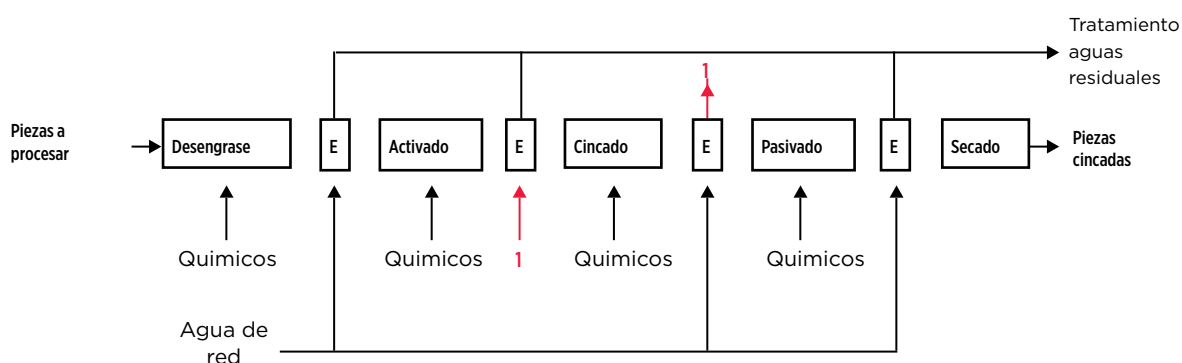 Tratamiento
aguas
residuales
1
Piezas a
procesar
Desengrase
E
Activado
E
Cincado
E
Pasivado
E
Secado
Piezas
cincadas
Quimicos
Quimicos
1
Quimicos
Quimicos
Agua de
red